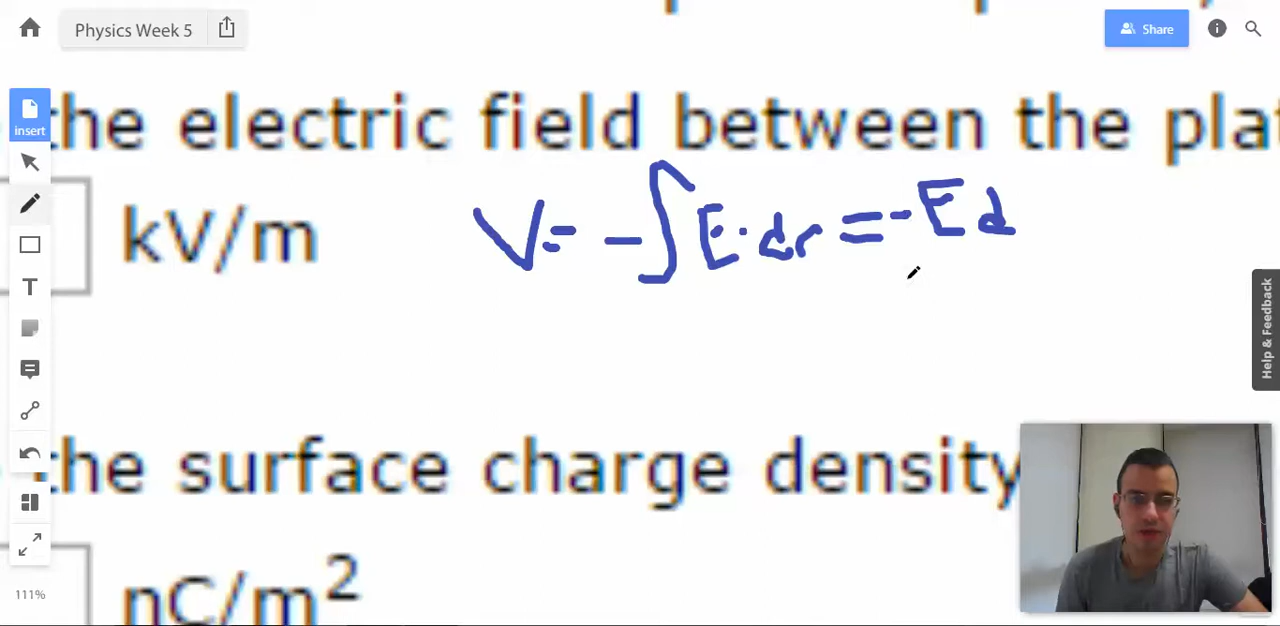 Physics Week 5
Share
insert
the electric field between the pla
kV/m
V= -∫E·dr = -Ed
the surface charge density
nC/m²
Help & Feedback
111%